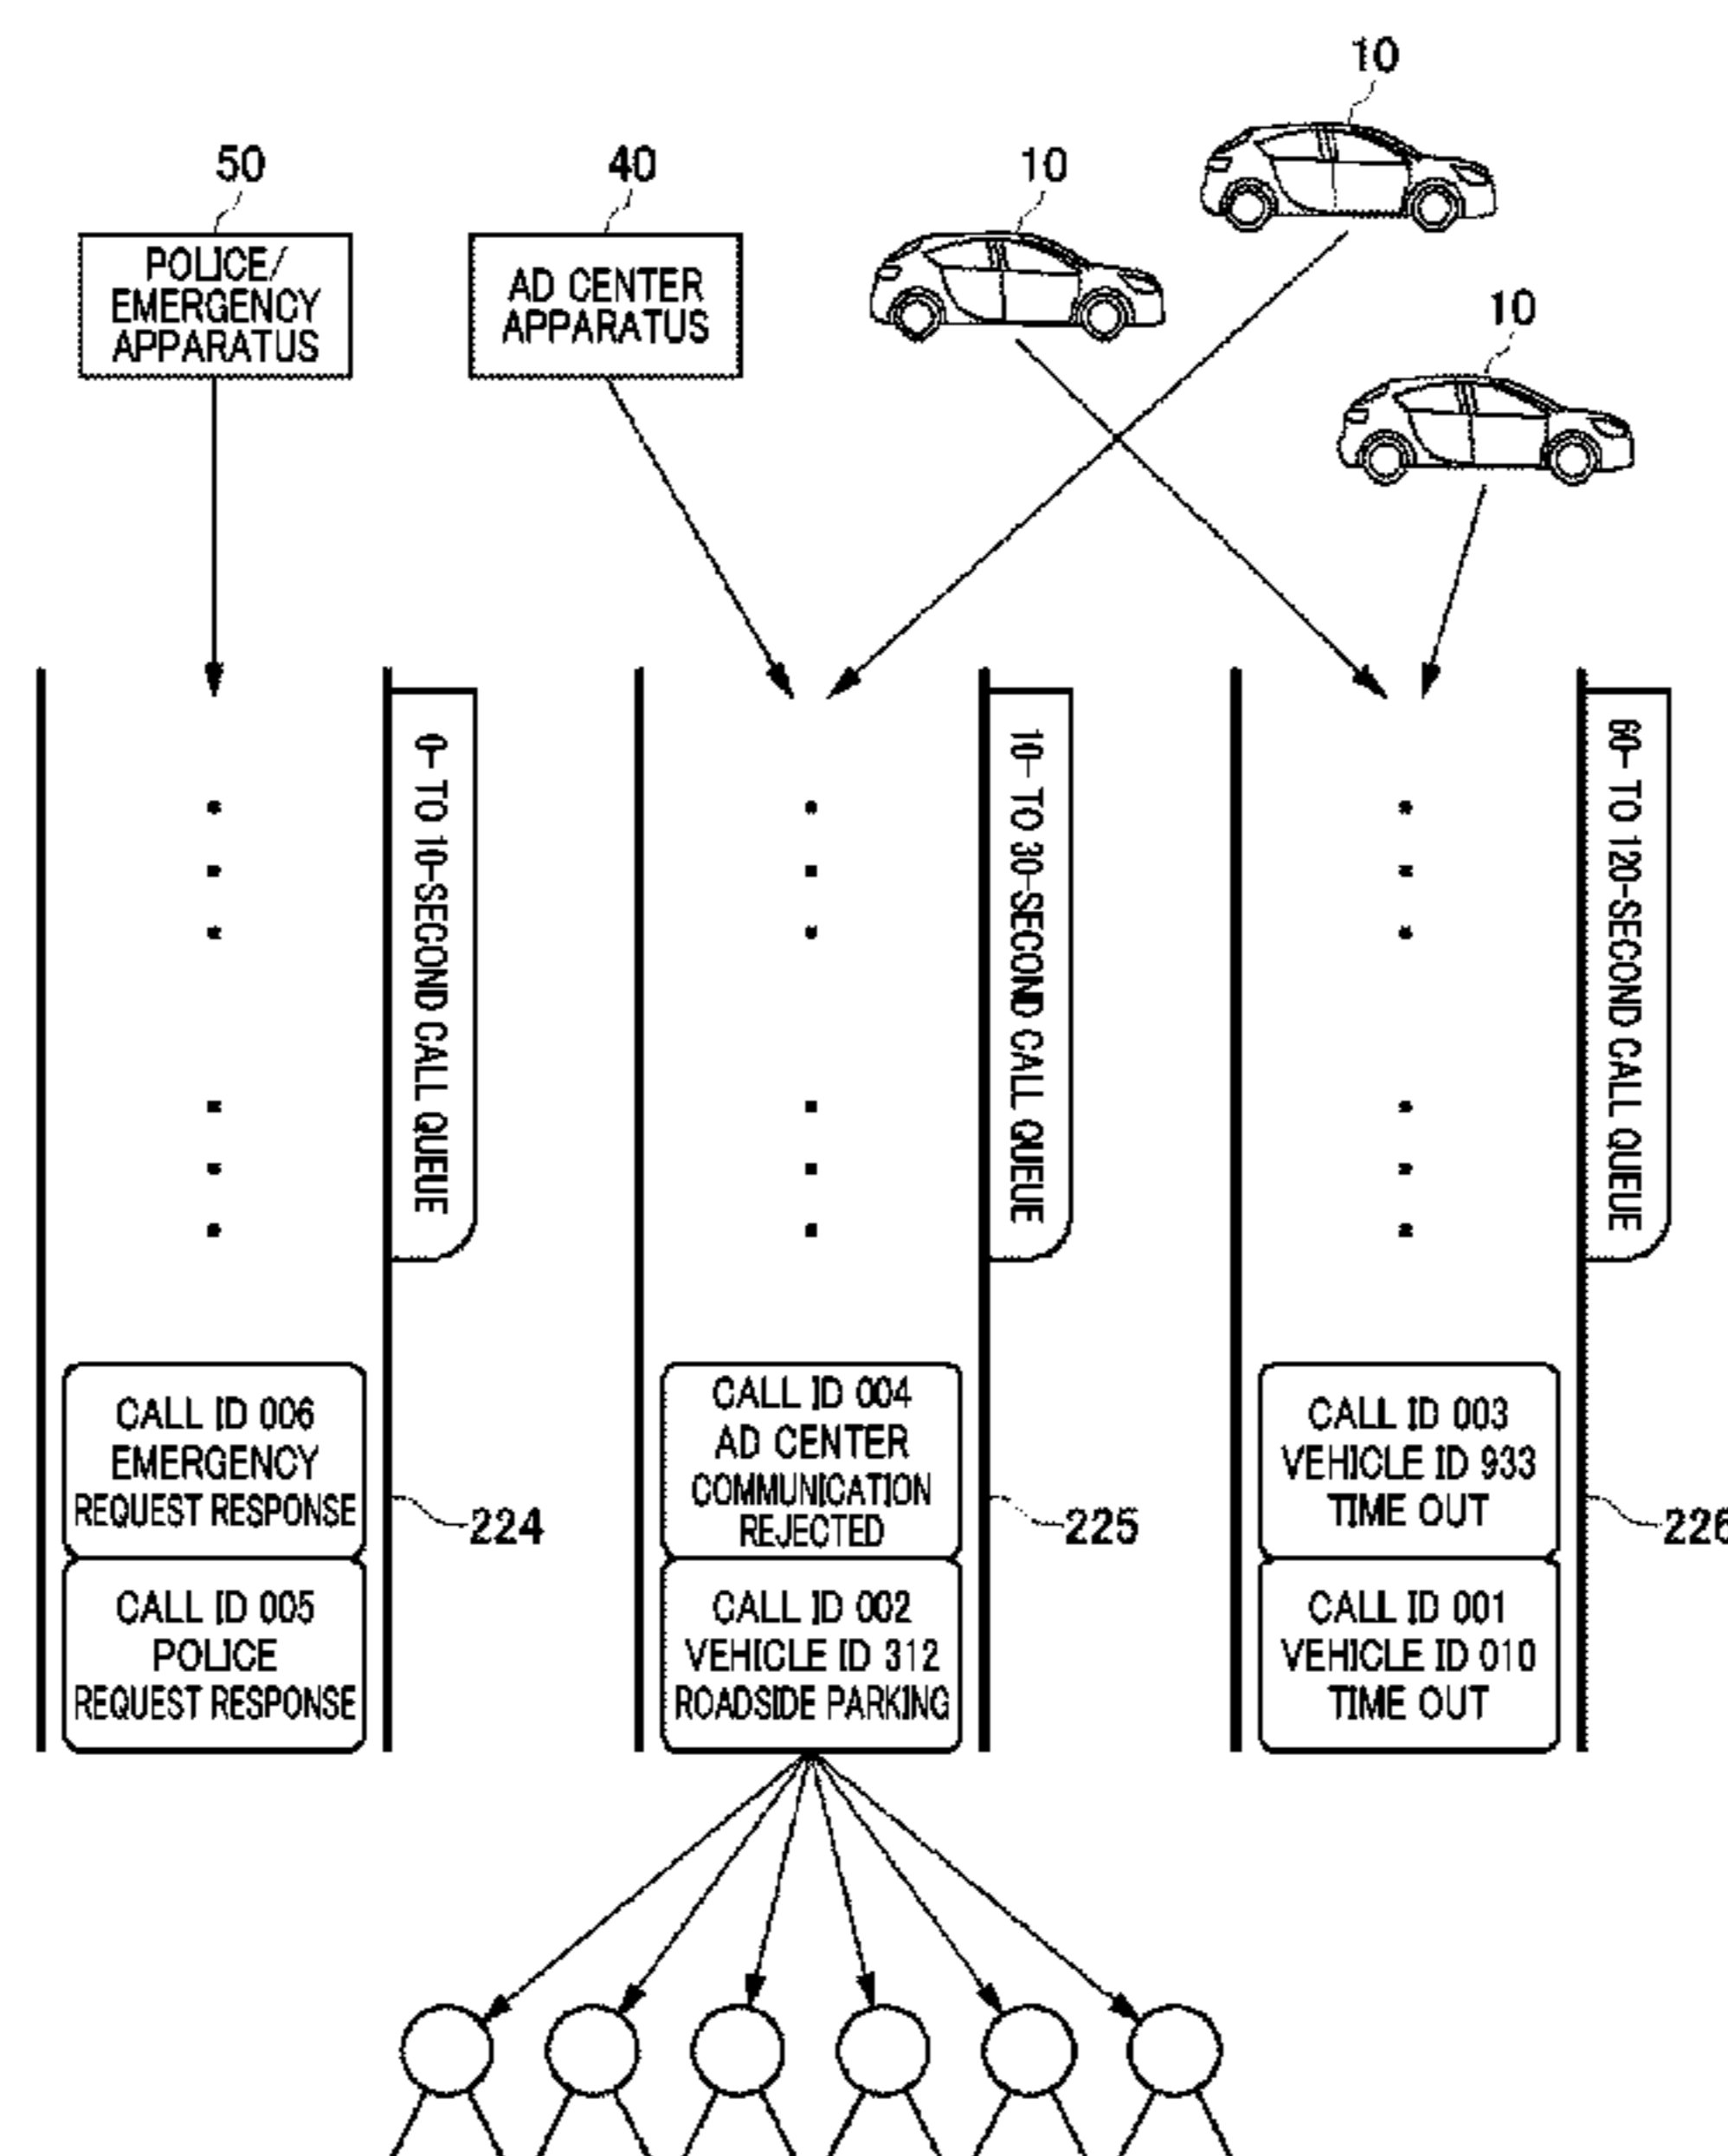 10
50
40
10
POLICE/
EMERGENCY
APPARATUS
AD CENTER
APPARATUS
10
0- TO 10-SECOND CALL QUEUE
10- TO 30-SECOND CALL QUEUE
60- TO 120-SECOND CALL QUEUE
CALL ID 006
EMERGENCY
REQUEST RESPONSE
224
CALL ID 005
POLICE
REQUEST RESPONSE
CALL ID 004
AD CENTER
COMMUNICATION
REJECTED
225
CALL ID 002
VEHICLE ID 312
ROADSIDE PARKING
CALL ID 003
VEHICLE ID 933
TIME OUT
226
CALL ID 001
VEHICLE ID 010
TIME OUT